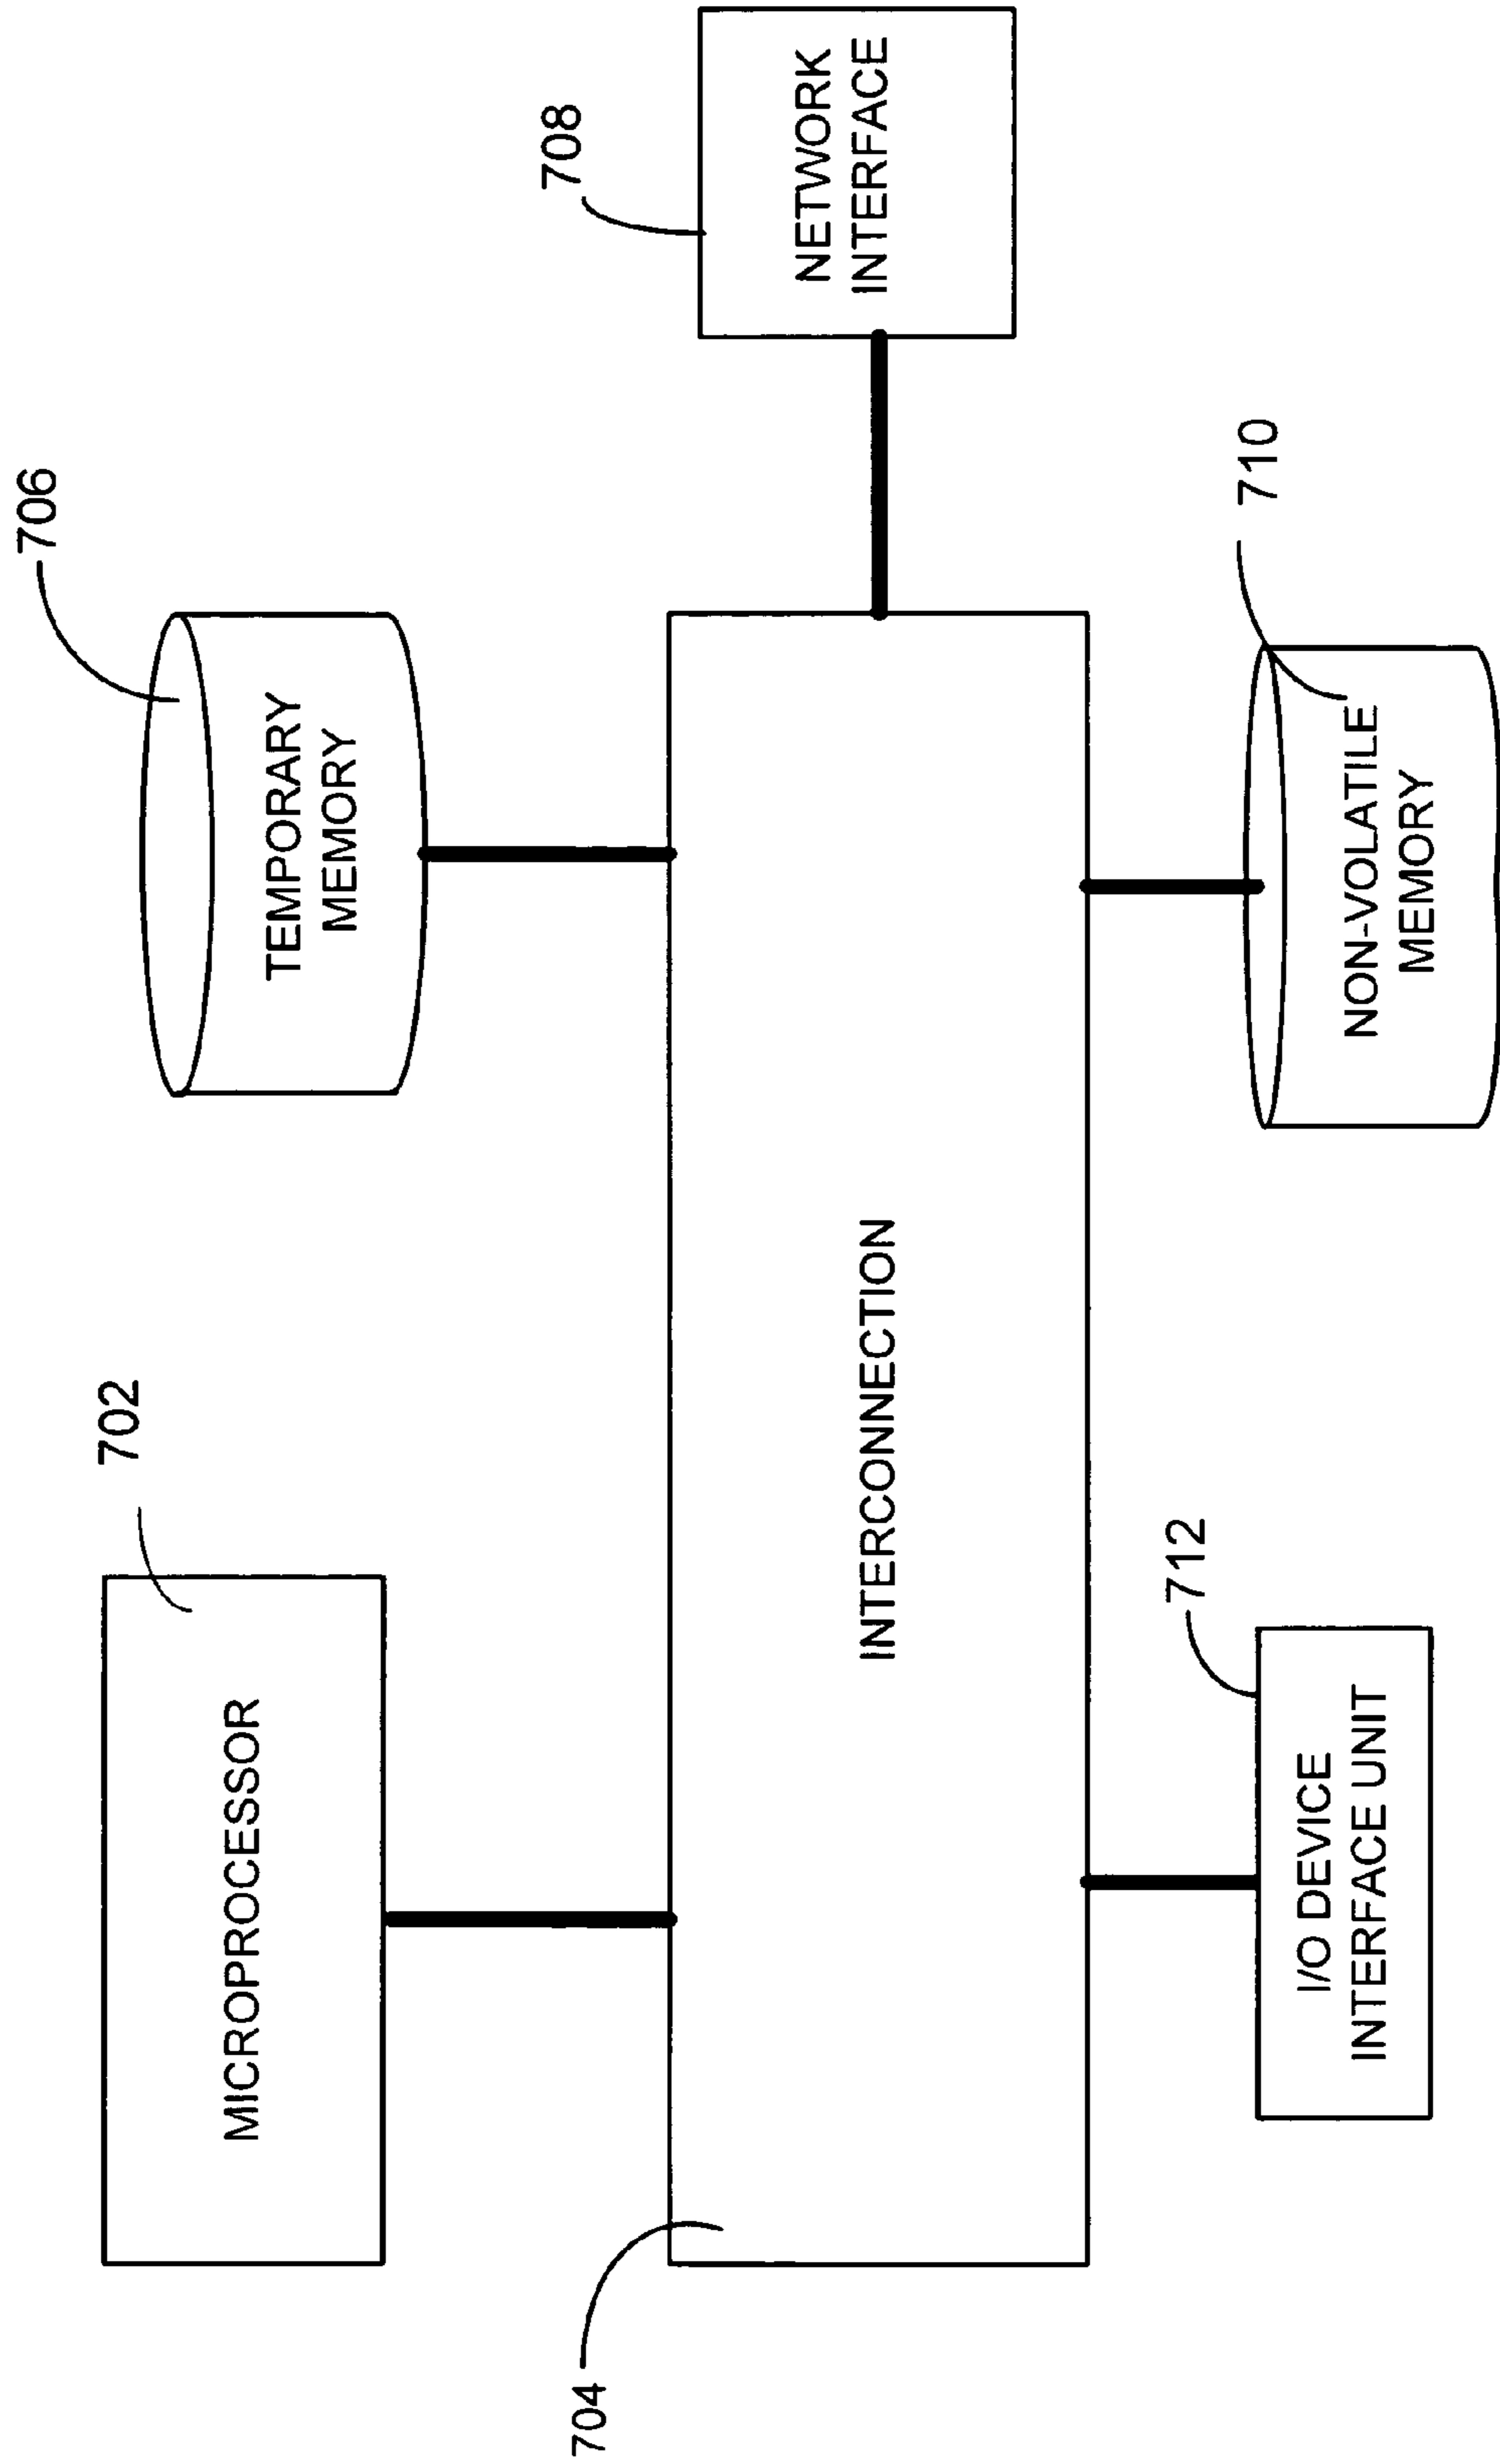 702
MICROPROCESSOR
706
TEMPORARY
MEMORY
704
INTERCONNECTION
708
NETWORK
INTERFACE
712
I/O DEVICE
INTERFACE UNIT
710
NON-VOLATILE
MEMORY